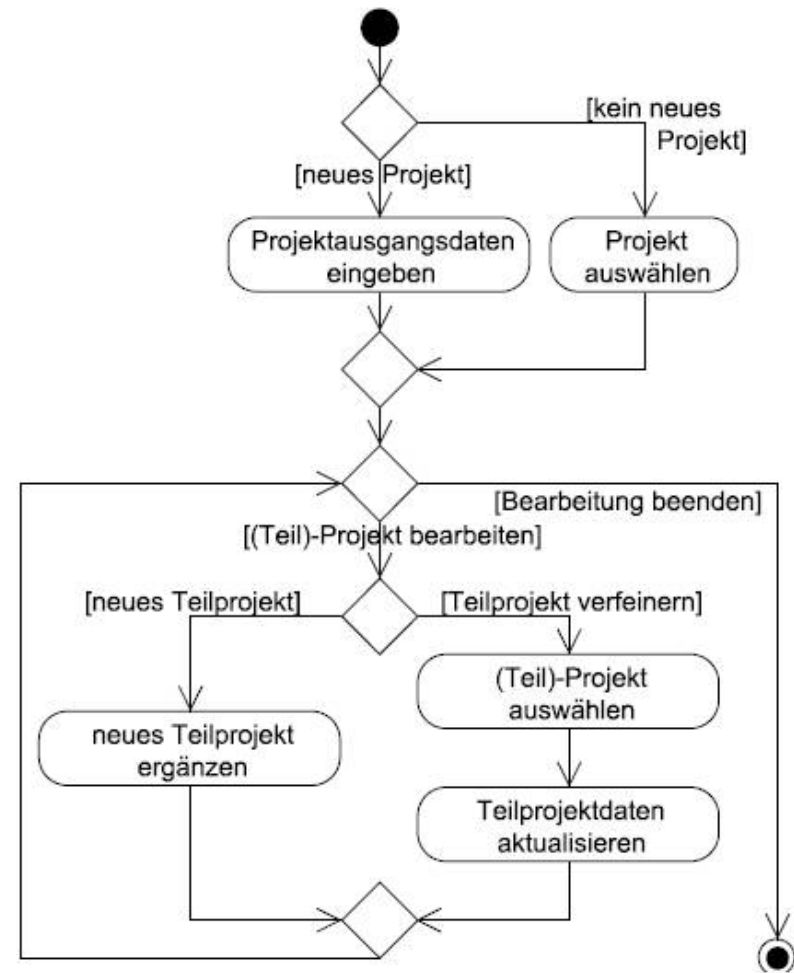 [kein neues
Projekt]
[neues Projekt]
Projektausgangsdaten
eingeben
Projekt
auswählen
[Bearbeitung beenden]
[(Teil)-Projekt bearbeiten]
[neues Teilprojekt]
[Teilprojekt verfeinern]
(Teil)-Projekt
auswählen
neues Teilprojekt
ergänzen
Teilprojektdaten
aktualisieren